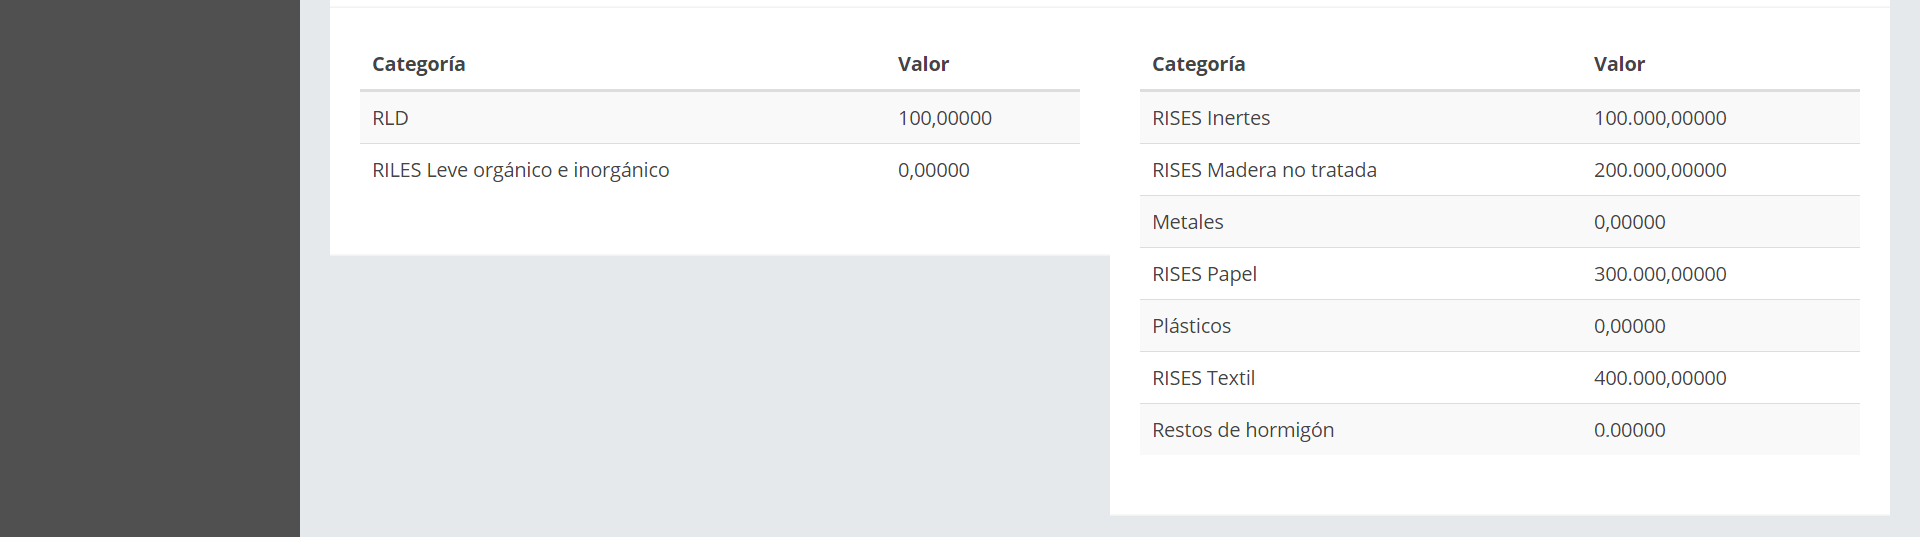 Categoría Valor
RLD 100,00000
RILES Leve orgánico e inorgánico 0,00000
Categoría Valor
RISES Inertes 100.000,00000
RISES Madera no tratada 200.000,00000
Metales 0,00000
RISES Papel 300.000,00000
Plásticos 0,00000
RISES Textil 400.000,00000
Restos de hormigón 0.00000